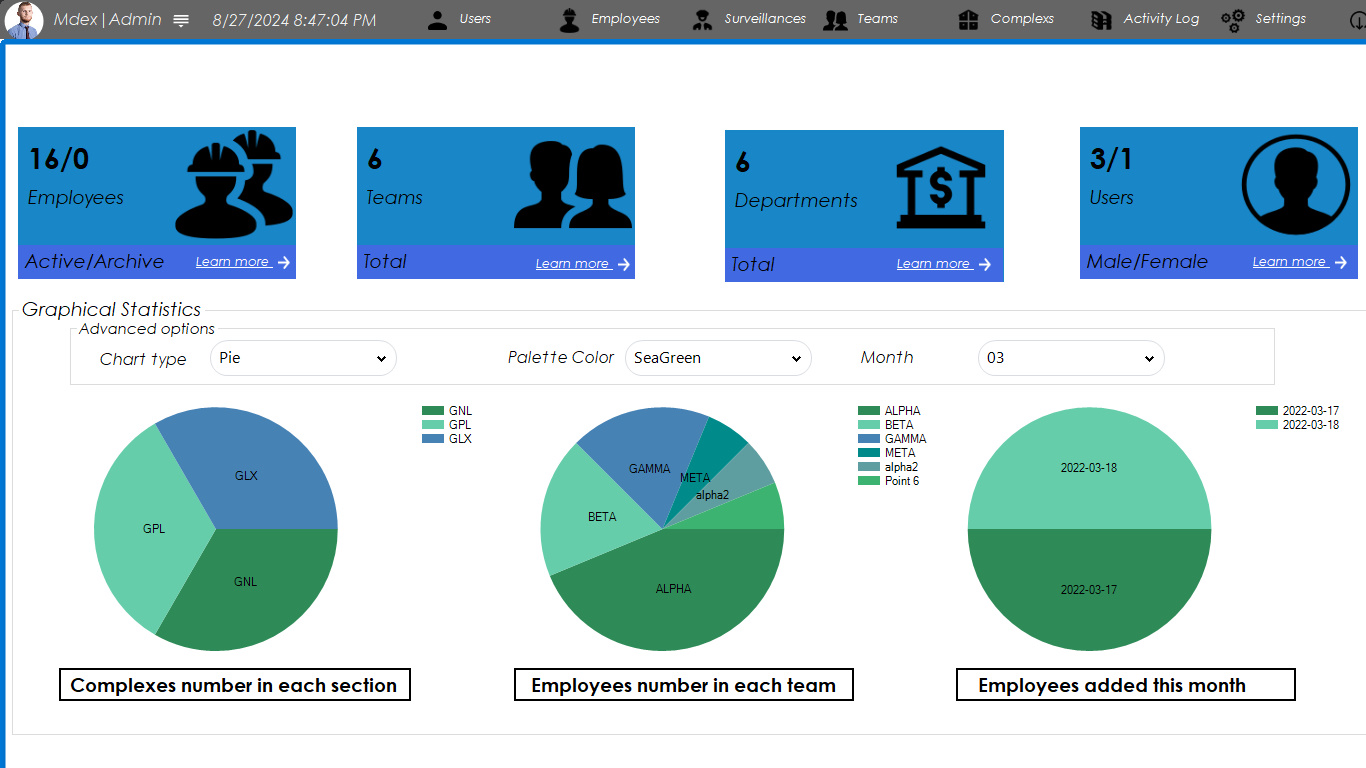 Mdex|Admin 8/27/2024 8:47:04 PM Users Employees Surveillances Teams Complexs Activity Log Settings
16/0 6 6 3/1
Employees Teams Departments Users
Active/Archive Learn more Total Learn more Total Learn more Male/Female Learn more
Graphical Statistics
Advanced options
Chart type Pie Palette Color SeaGreen Month 03
GNL
GPL
GLX
GLX
GPL
GNL
ALPHA
BETA
GAMMA
META
alpha2
Point 6
GAMMA
META
alpha2
BETA
ALPHA
2022-03-17
2022-03-18
2022-03-18
2022-03-17
Complexes number in each section Employees number in each team Employees added this month